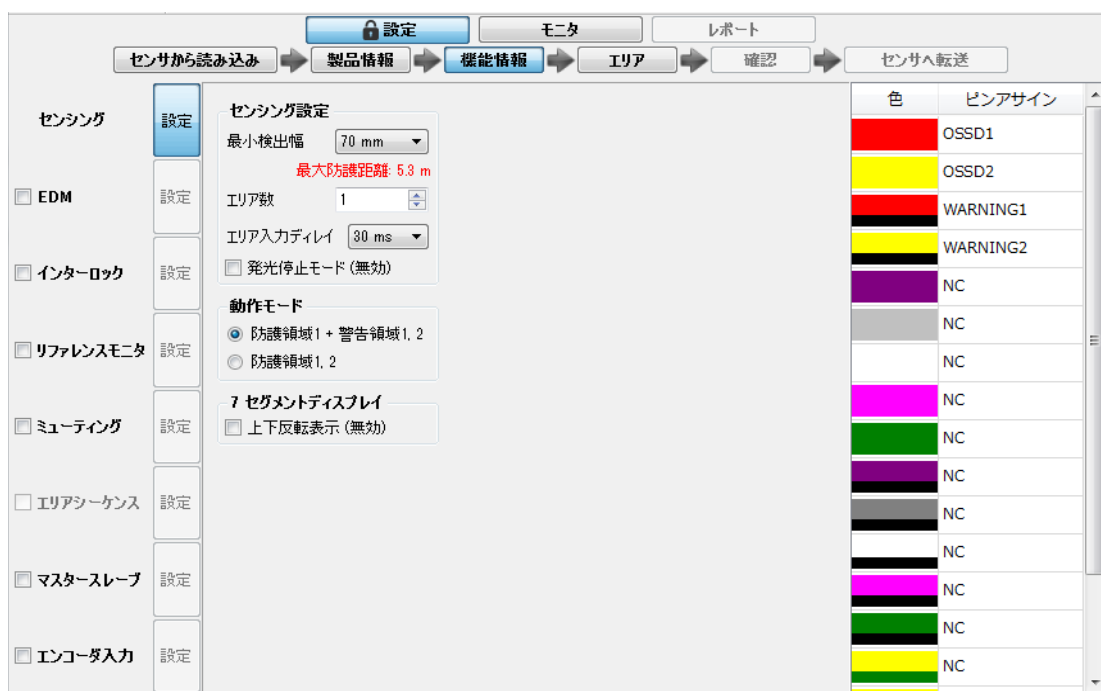 設定 モニタ レポート
センサから読み込み 製品情報 機能情報 エリア 確認 センサへ転送
センシング 設定
EDM 設定
インターロック 設定
リファレンスモニタ 設定
ミューティング 設定
エリアシーケンス 設定
マスタースレーブ 設定
エンコーダ入力 設定
センシング設定
最小検出幅 70 mm
最大防護距離: 5.3 m
エリア数 1
エリア入力ディレイ 30 ms
発光停止モード (無効)
動作モード
防護領域1 + 警告領域1, 2
防護領域1, 2
7 セグメントディスプレイ
上下反転表示 (無効)
色 ピンアサイン
OSSD1
OSSD2
WARNING1
WARNING2
NC
NC
NC
NC
NC
NC
NC
NC
NC
NC
NC